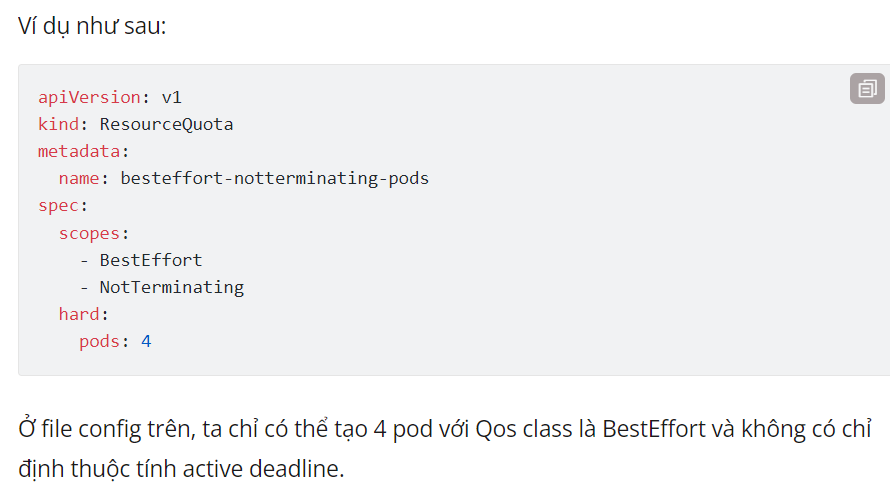 Ví dụ như sau:
apiVersion: v1
kind: ResourceQuota
metadata:
  name: besteffort-notterminating-pods
spec:
  scopes:
    - BestEffort
    - NotTerminating
  hard:
    pods: 4
Ở file config trên, ta chỉ có thể tạo 4 pod với Qos class là BestEffort và không có chỉ
định thuộc tính active deadline.